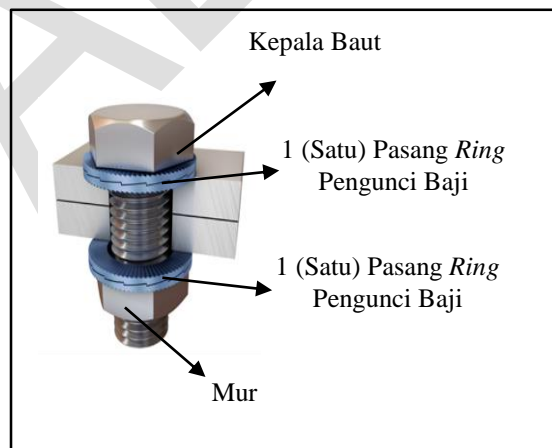 Kepala Baut
1 (Satu) Pasang Ring
Pengunci Baji
1 (Satu) Pasang Ring
Pengunci Baji
Mur